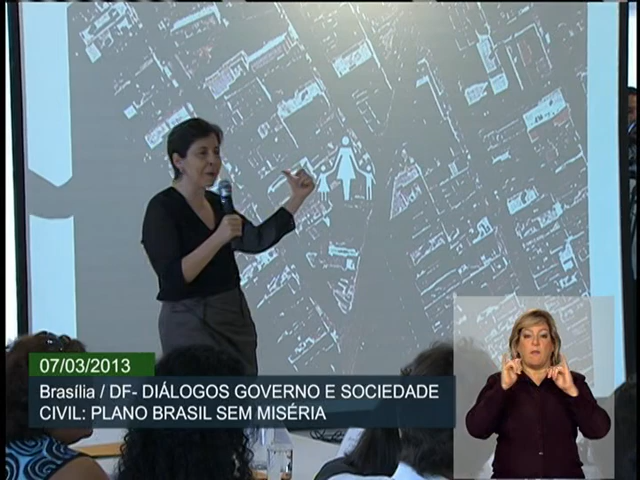 07/03/2013
Brasília / DF- DIÁLOGOS GOVERNO E SOCIEDADE
CIVIL: PLANO BRASIL SEM MISÉRIA